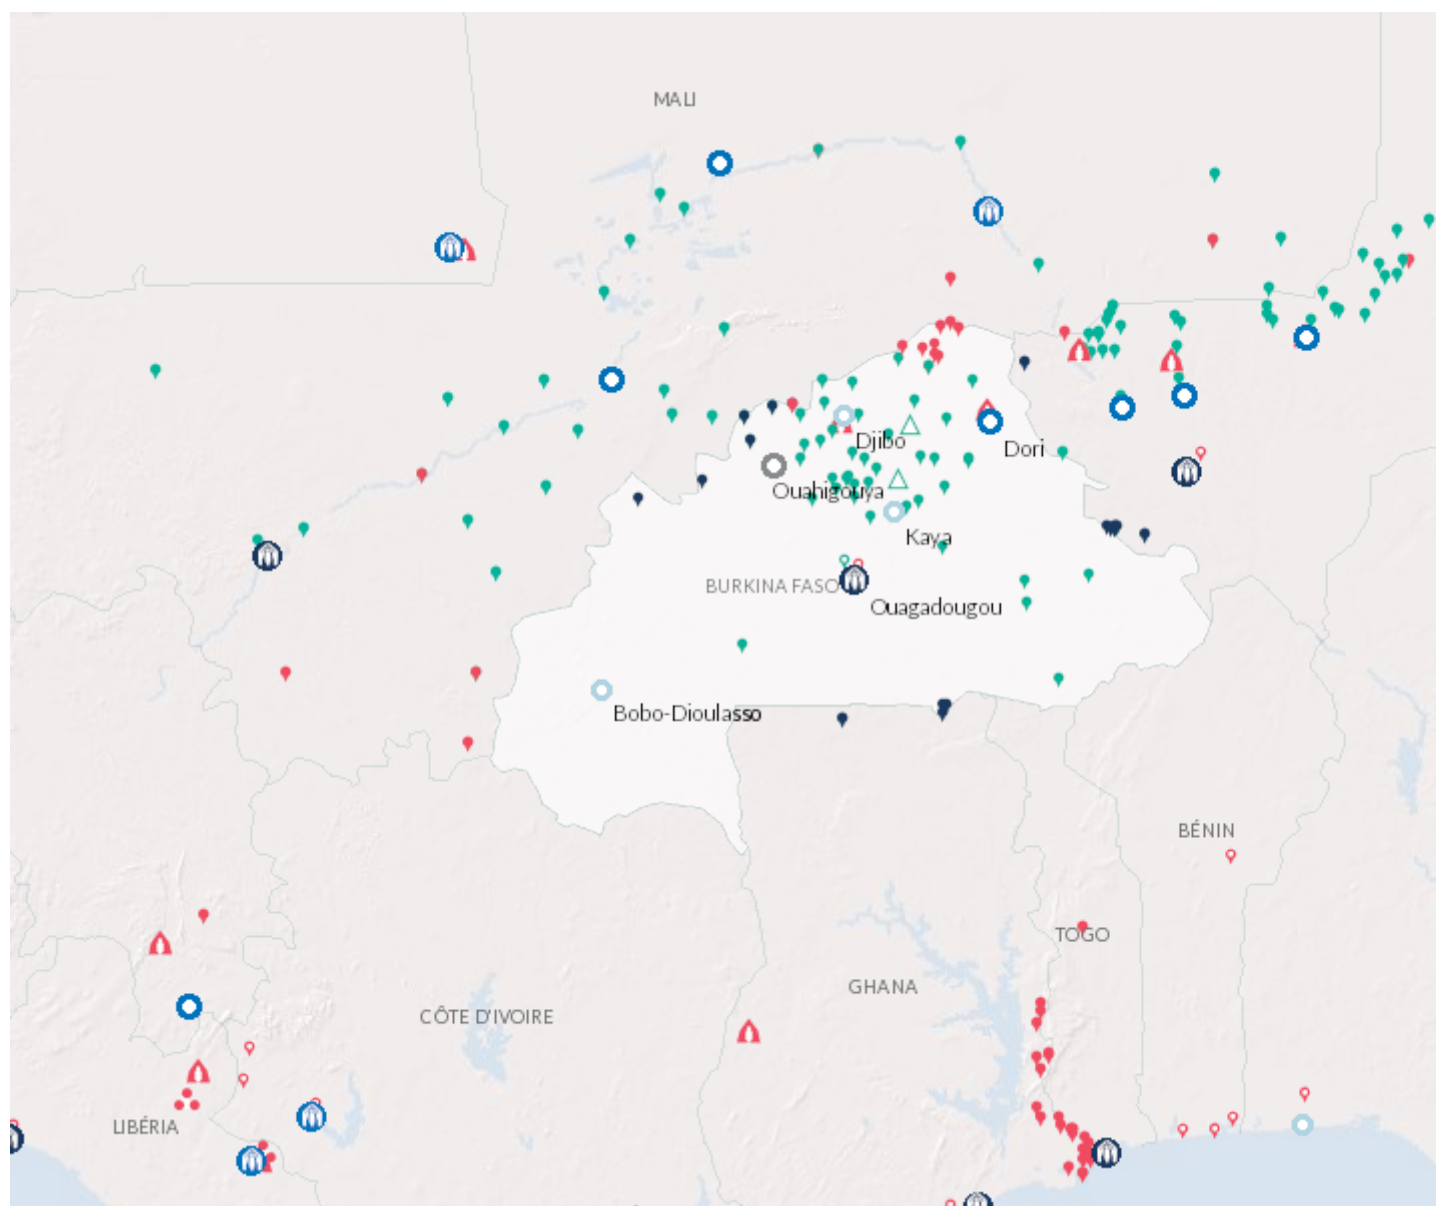 MALI
Djibo
Dori
Ouahigouya
Kaya
BURKINA FASO
Ouagadougou
Bobo-Dioulasso
BÉNIN
TOGO
GHANA
CÔTE D'IVOIRE
LIBÉRIA